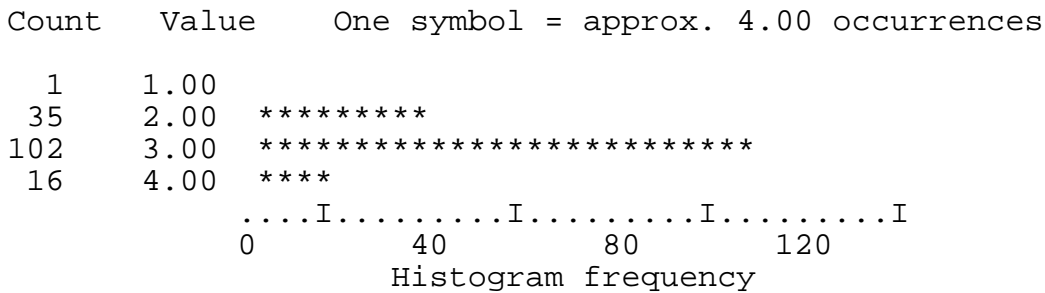 Count Value One symbol = approx. 4.00 occurrences
1 1.00
35 2.00 *********
102 3.00 **************************
16 4.00 ****
....I.........I.........I.........I
0 40 80 120
Histogram frequency